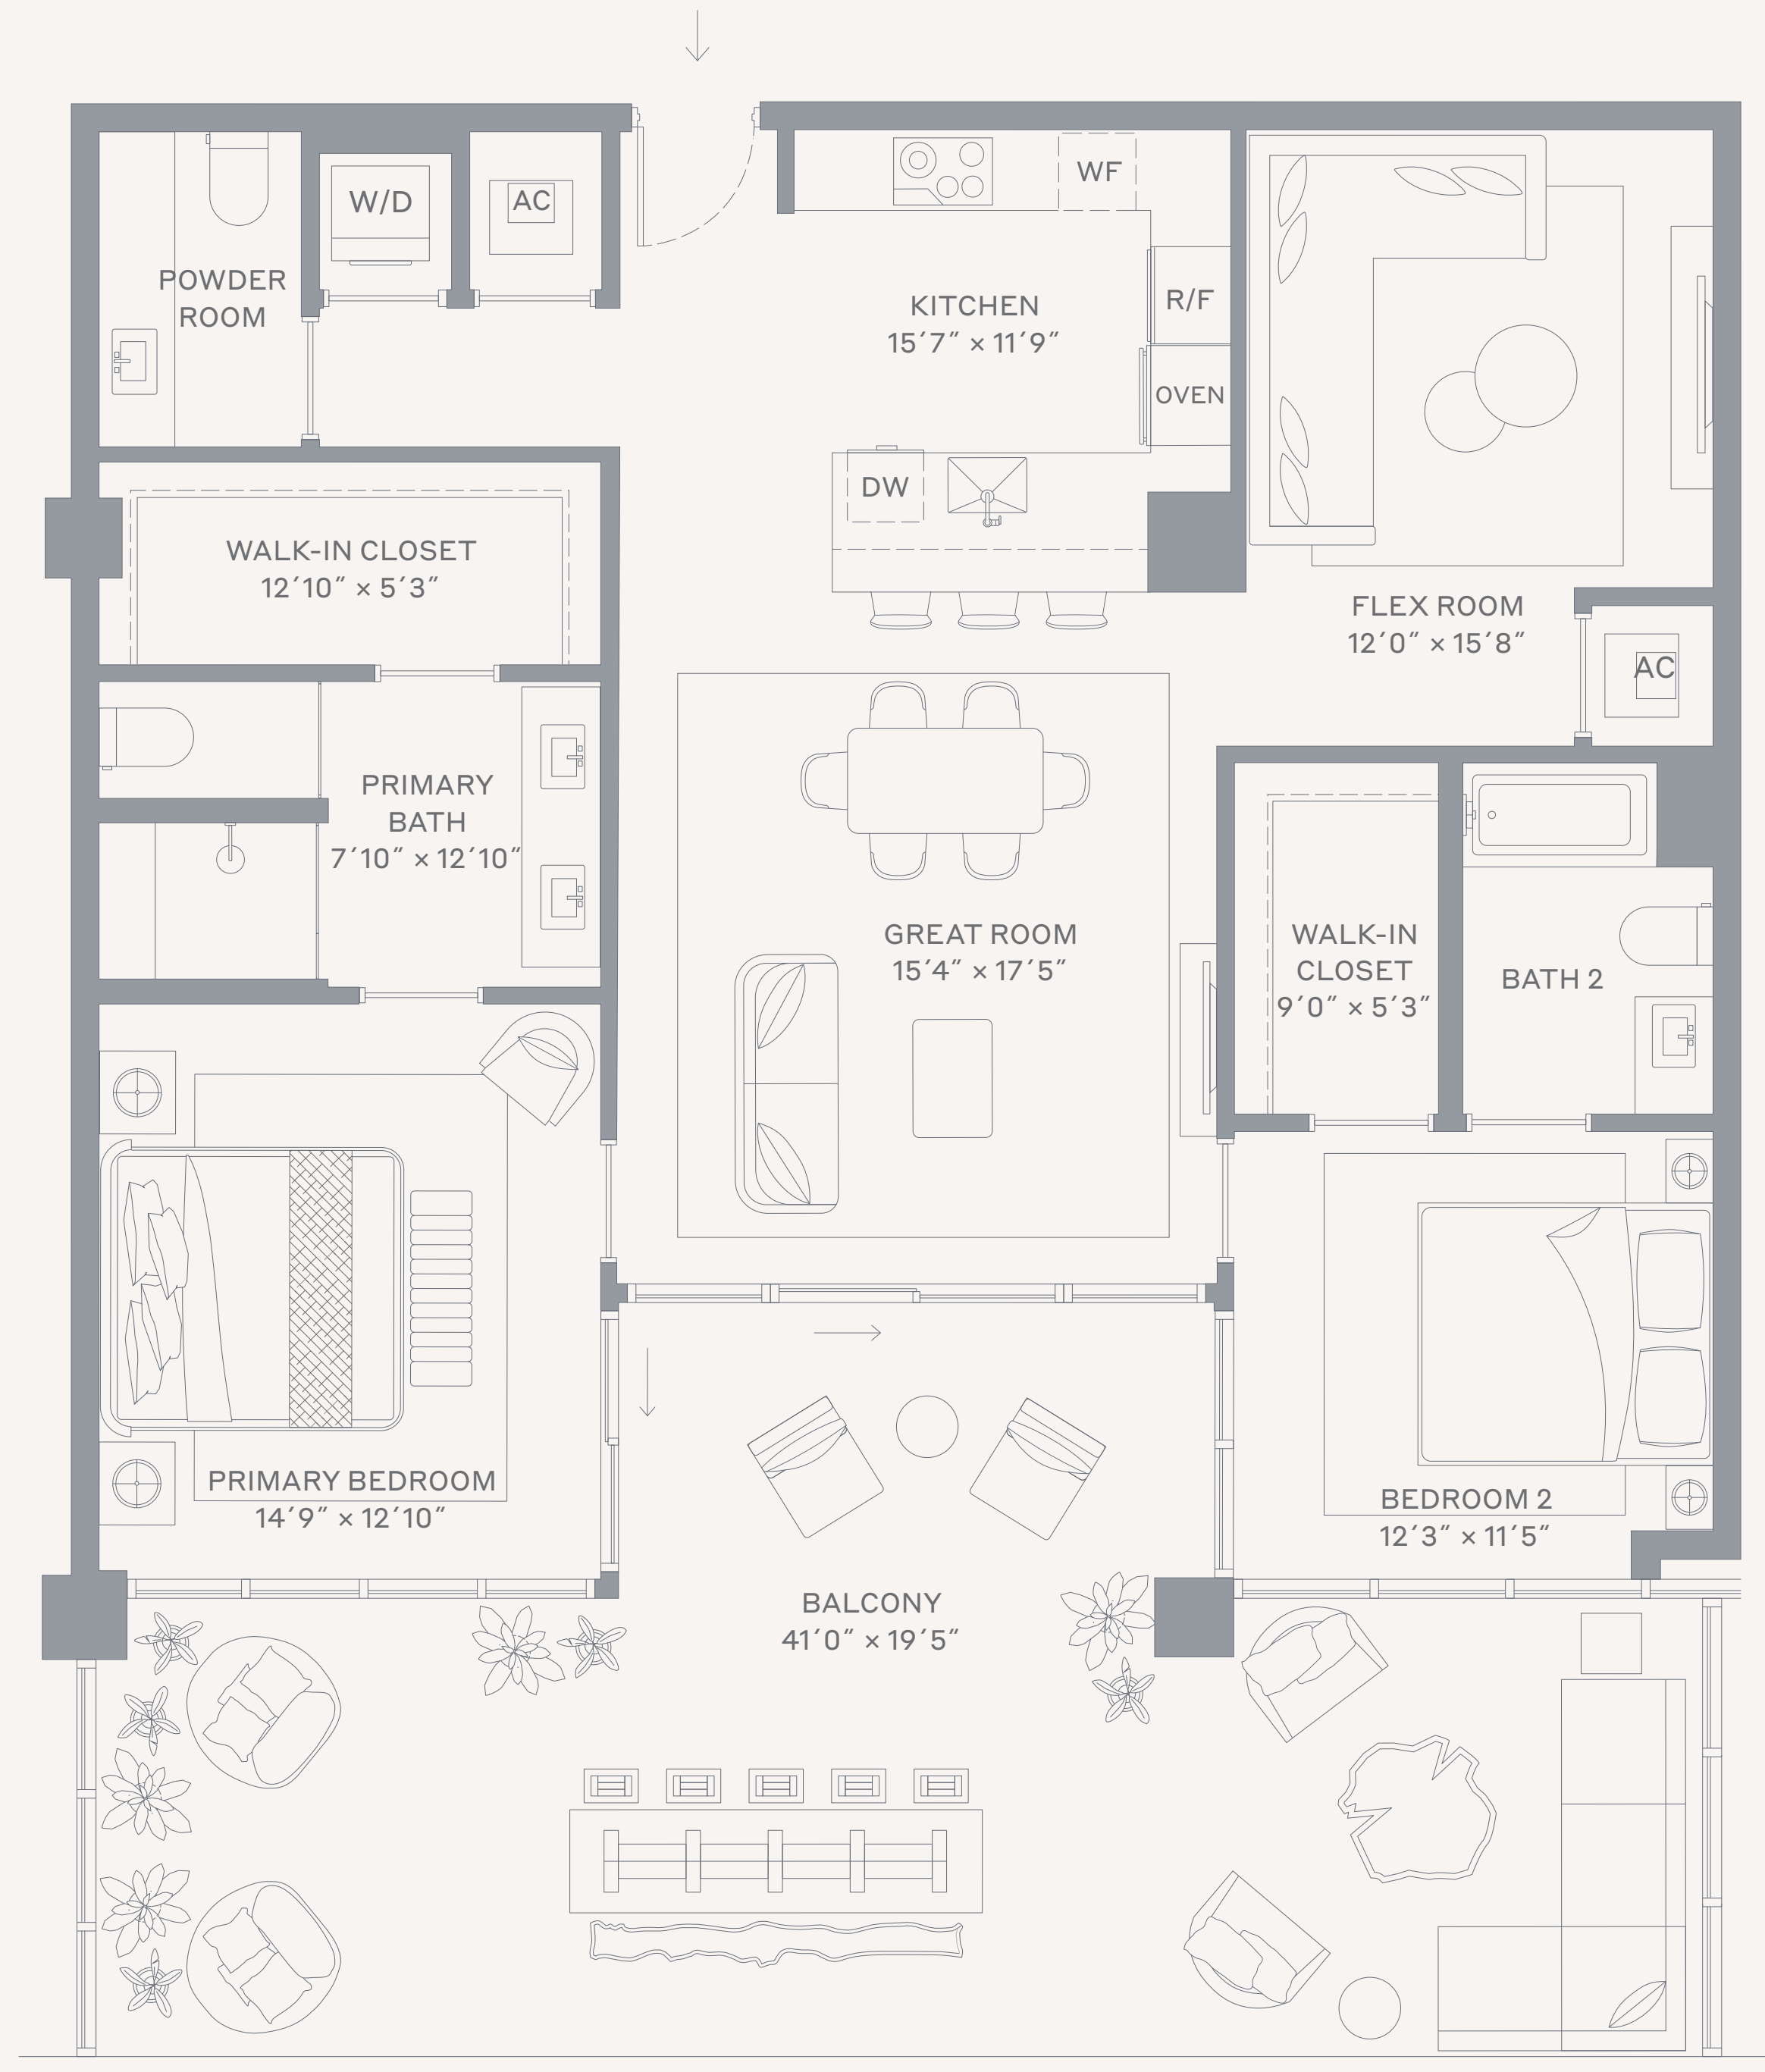 W/D
AC
WF
POWDER
ROOM
KITCHEN
15′7″ × 11′9″
R/F
OVEN
DW
WALK-IN CLOSET
12′10″ × 5′3″
FLEX ROOM
12′0″ × 15′8″
AC
PRIMARY
BATH
7′10″ × 12′10″
GREAT ROOM
15′4″ × 17′5″
WALK-IN
CLOSET
9′0″ × 5′3″
BATH 2
PRIMARY BEDROOM
14′9″ × 12′10″
BEDROOM 2
12′3″ × 11′5″
BALCONY
41′0″ × 19′5″